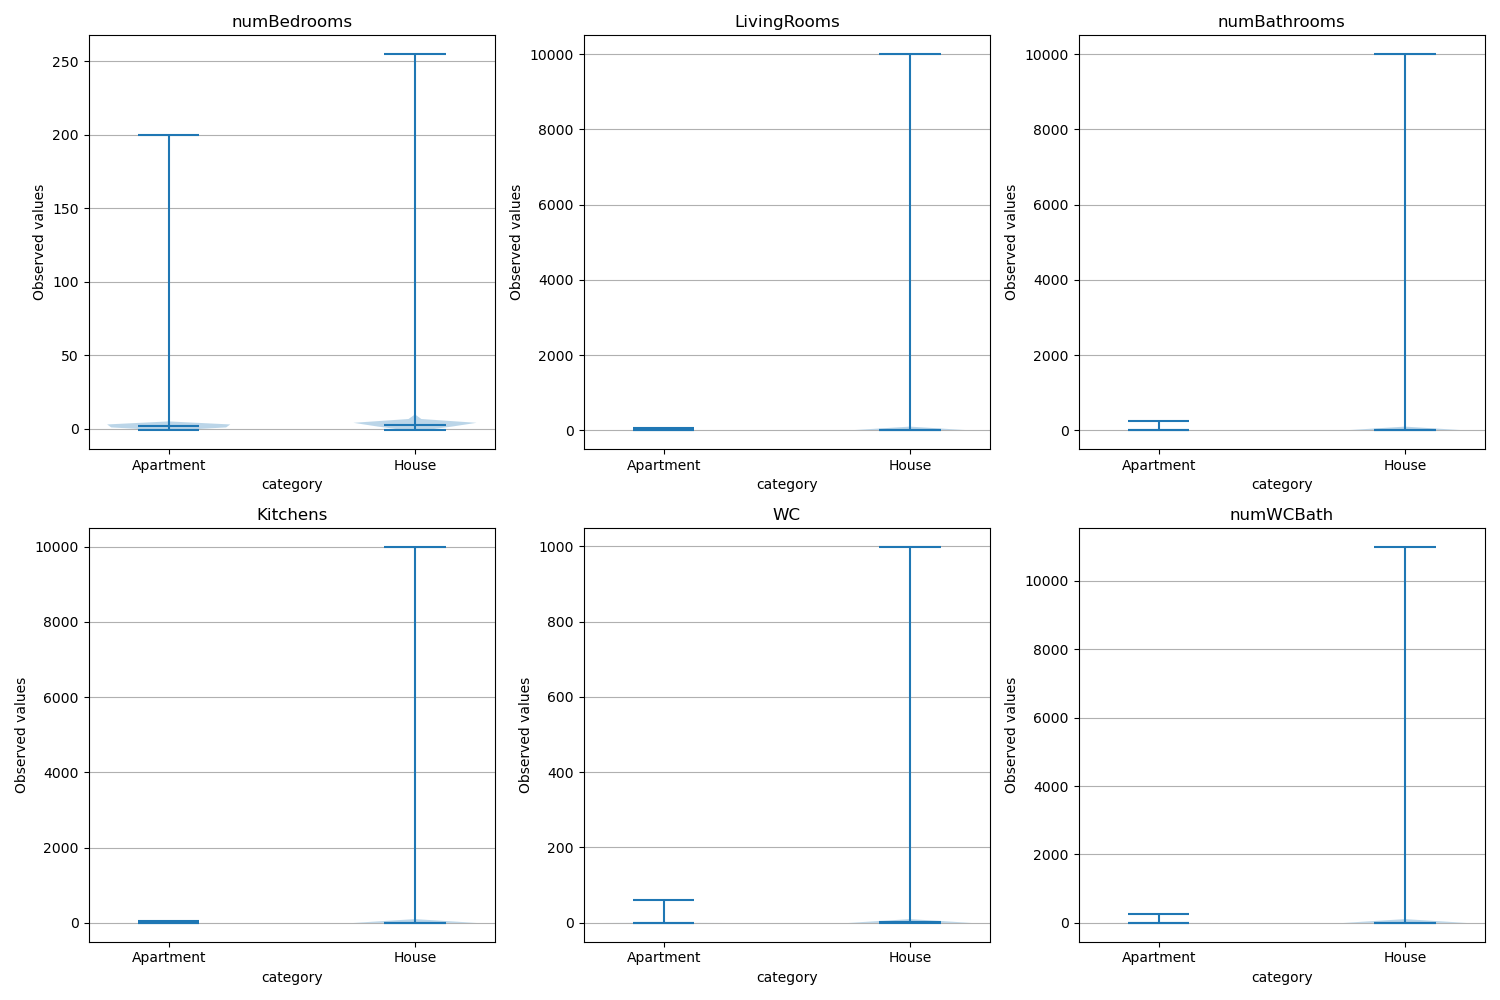 numBedrooms
250
200
150
100
50
0
Observed values
Apartment House
category
LivingRooms
10000
8000
6000
4000
2000
0
Observed values
Apartment House
category
numBathrooms
10000
8000
6000
4000
2000
0
Observed values
Apartment House
category
Kitchens
10000
8000
6000
4000
2000
0
Observed values
Apartment House
category
WC
1000
800
600
400
200
0
Observed values
Apartment House
category
numWCBath
10000
8000
6000
4000
2000
0
Observed values
Apartment House
category